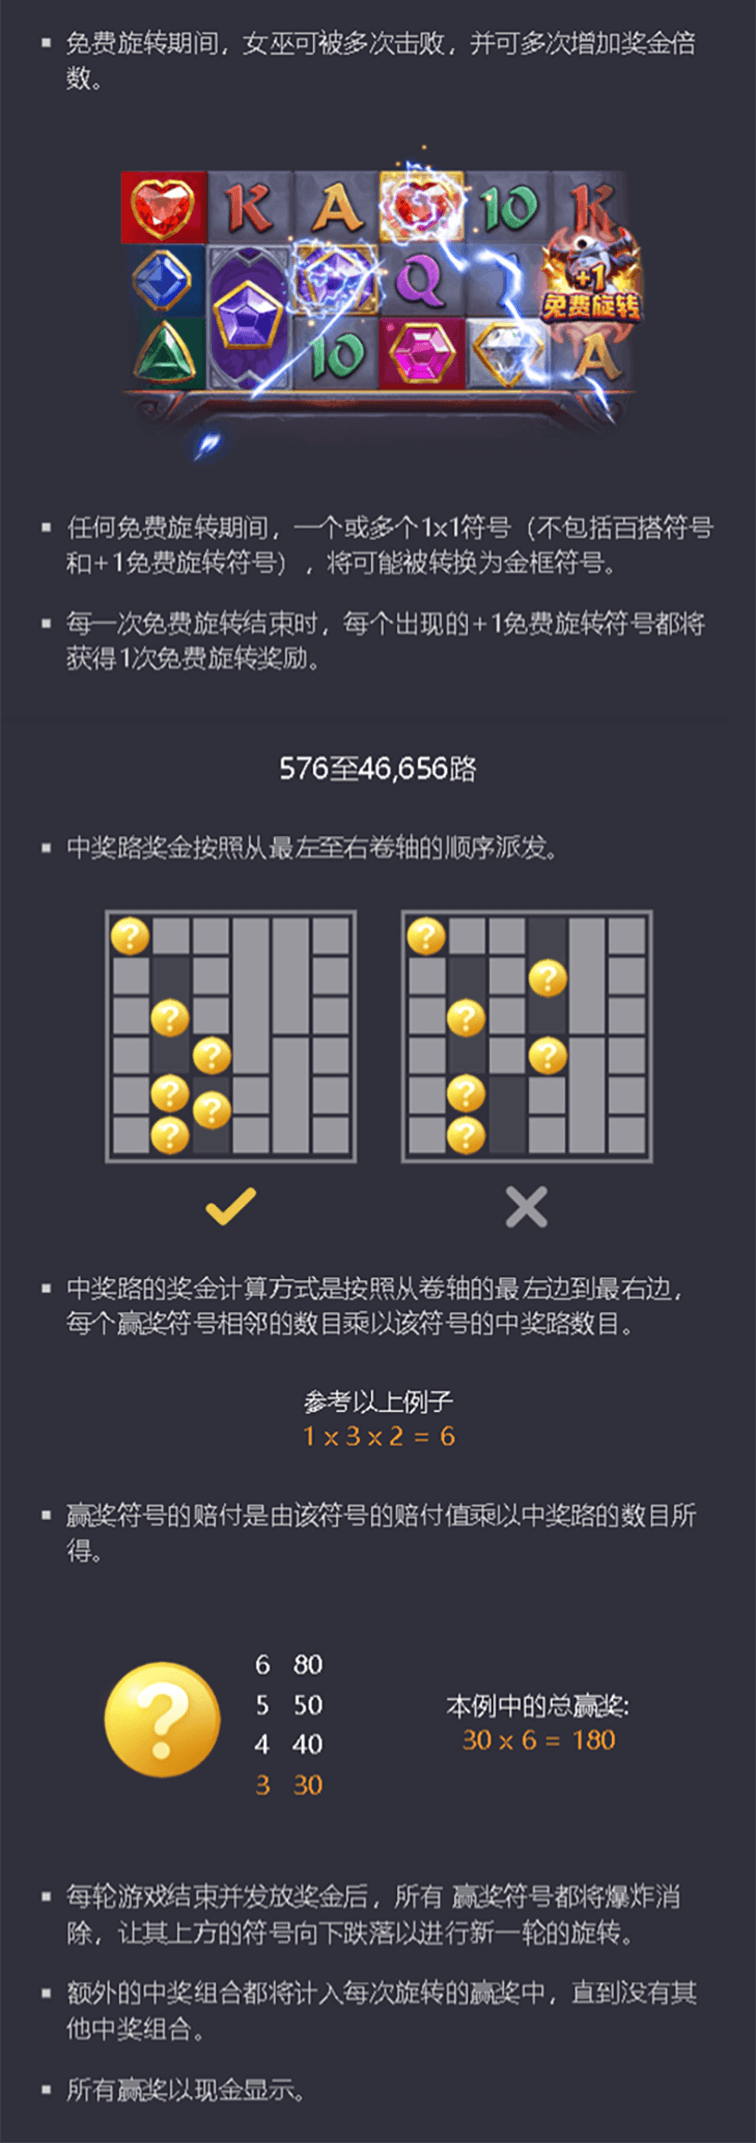 免费旋转期间，女巫可被多次击败，并可多次增加奖金倍
数。
K A 10 K
Q +1
免费旋转
10 A
任何免费旋转期间，一个或多个1x1符号（不包括百搭符号
和+1免费旋转符号），将可能被转换为金框符号。
每一次免费旋转结束时，每个出现的+1免费旋转符号都将
获得1次免费旋转奖励。
576至46,656路
中奖路奖金按照从最左至右卷轴的顺序派发。
? ?
?
? ?
? ?
? ?
? ?
? ?
中奖路的奖金计算方式是按照从卷轴的最左边到最右边，
每个赢奖符号相邻的数目乘以该符号的中奖路数目。
参考以上例子
1 x 3 x 2 = 6
赢奖符号的赔付是由该符号的赔付值乘以中奖路的数目所
得。
?
6 80
5 50
4 40
3 30
本例中的总赢奖:
30 x 6 = 180
每轮游戏结束并发放奖金后，所有 赢奖符号都将爆炸消
除，让其上方的符号向下跌落以进行新一轮的旋转。
额外的中奖组合都将计入每次旋转的赢奖中，直到没有其
他中奖组合。
所有赢奖以现金显示。